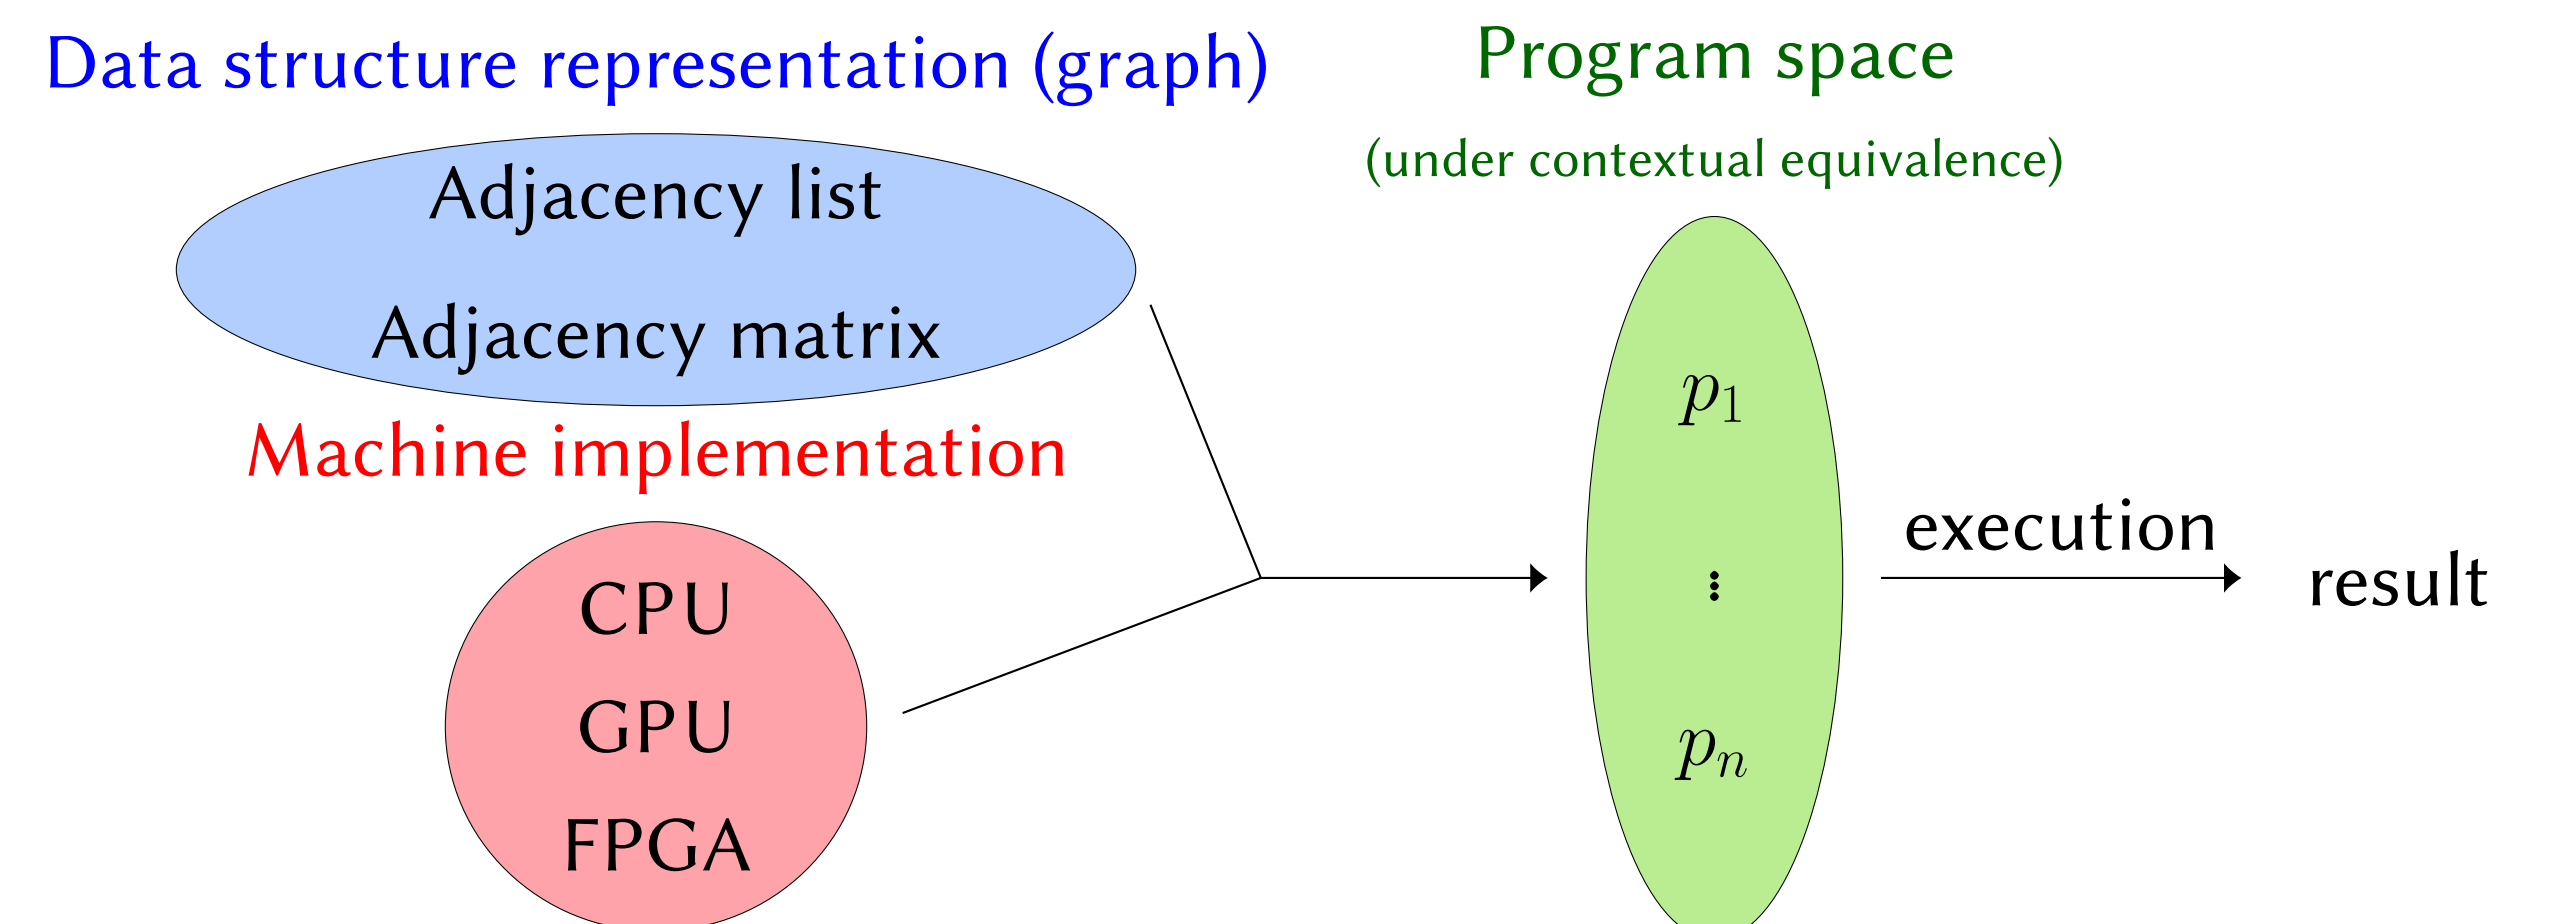 Data structure representation (graph)
Adjacency list
Adjacency matrix
Machine implementation
CPU
GPU
FPGA
Program space
(under contextual equivalence)
p₁
⋮
pₙ
execution
result